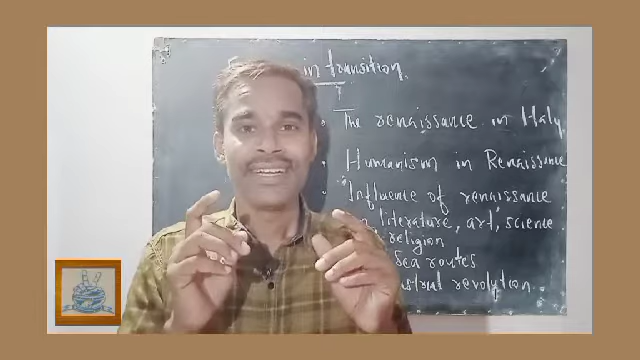 in transition
I
The renaissance in Italy
Humanism in Renaissance
Influence of renaissance
literature, art, science
religion
sea routes
revolution.